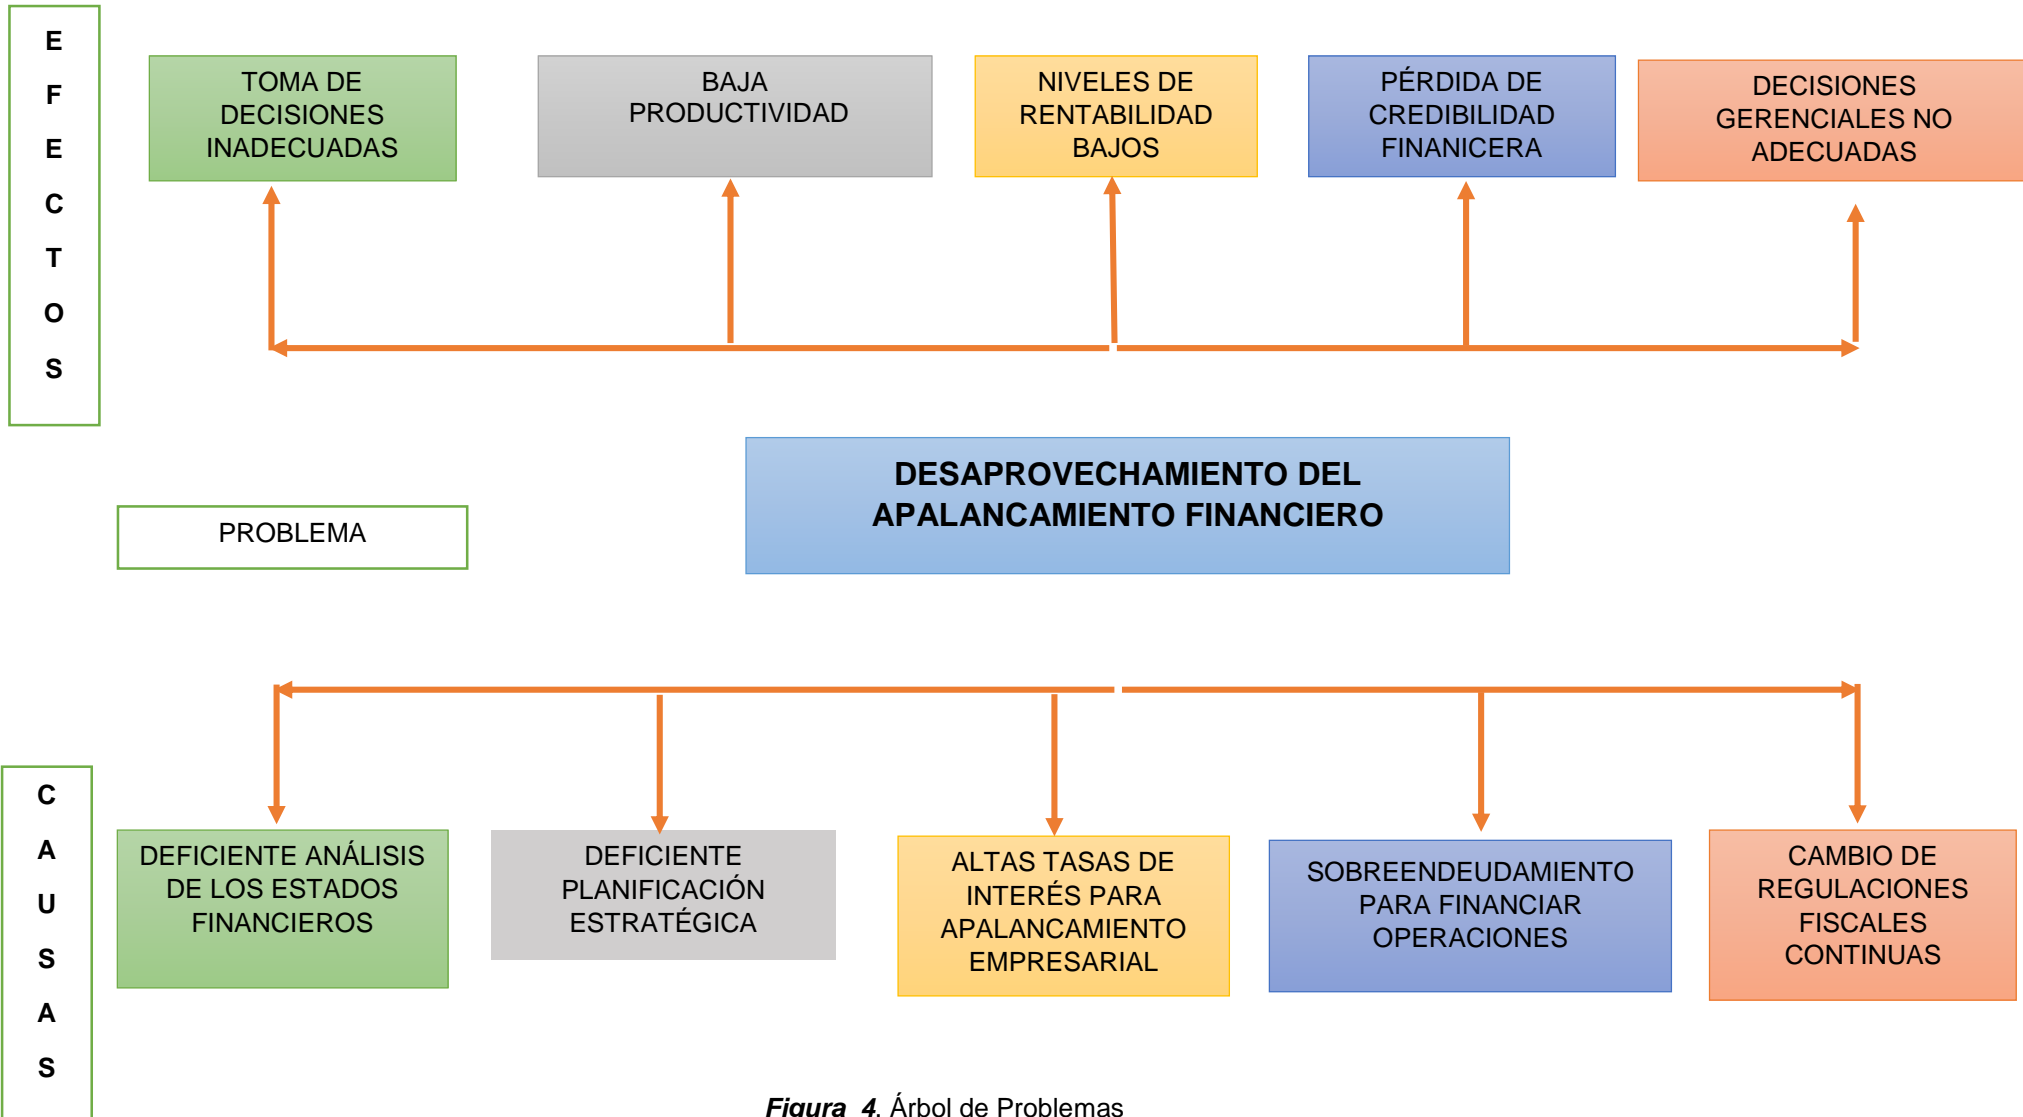 E
F
E
C
T
O
S
TOMA DE
DECISIONES
INADECUADAS
BAJA
PRODUCTIVIDAD
NIVELES DE
RENTABILIDAD
BAJOS
PÉRDIDA DE
CREDIBILIDAD
FINANICERA
DECISIONES
GERENCIALES NO
ADECUADAS
PROBLEMA
DESAPROVECHAMIENTO DEL
APALANCAMIENTO FINANCIERO
C
A
U
S
A
S
DEFICIENTE ANÁLISIS
DE LOS ESTADOS
FINANCIEROS
DEFICIENTE
PLANIFICACIÓN
ESTRATÉGICA
ALTAS TASAS DE
INTERÉS PARA
APALANCAMIENTO
EMPRESARIAL
SOBREENDEUDAMIENTO
PARA FINANCIAR
OPERACIONES
CAMBIO DE
REGULACIONES
FISCALES
CONTINUAS
Figura 4. Árbol de Problemas